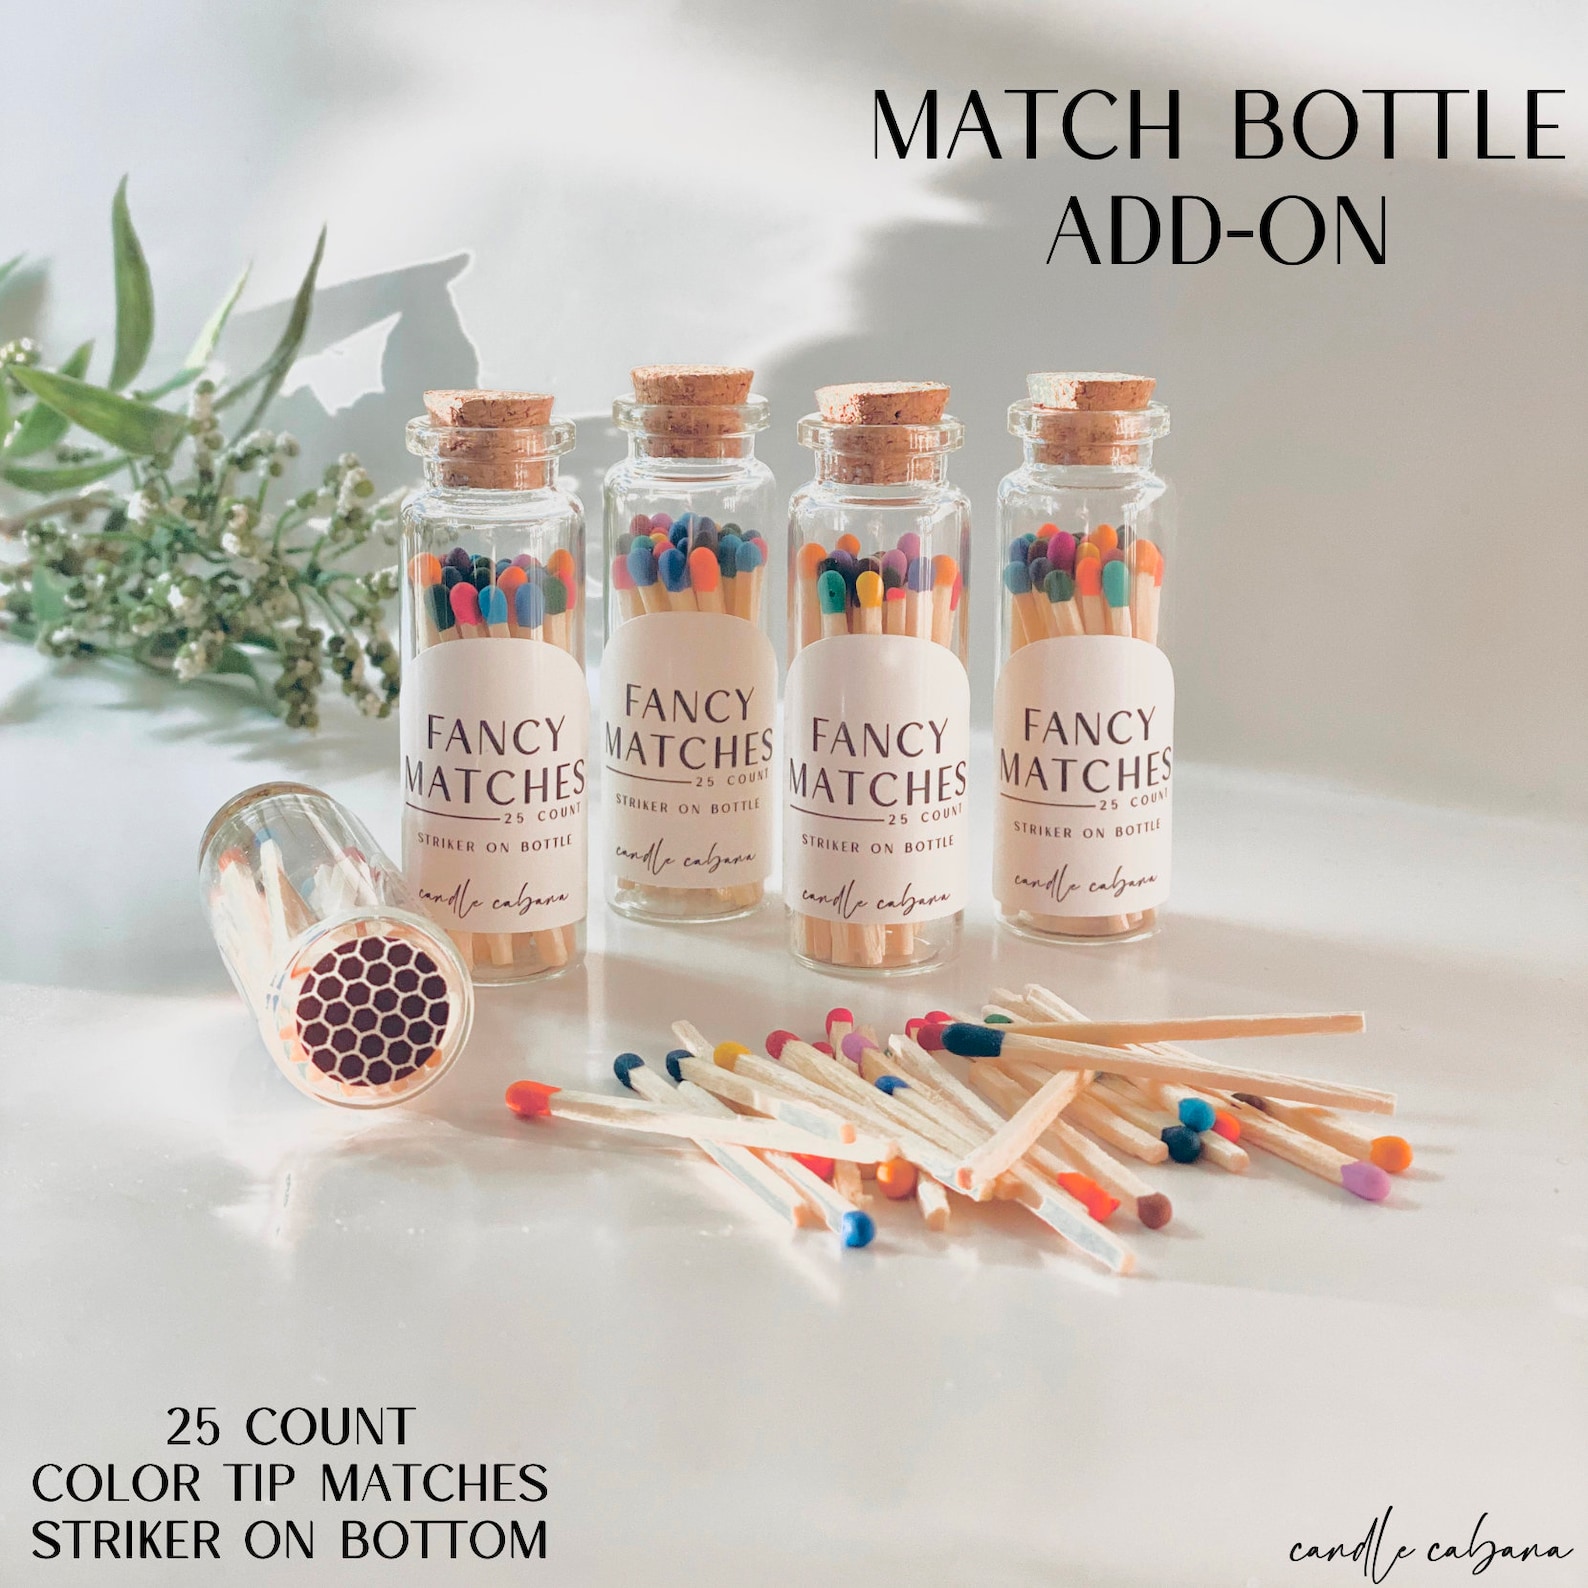 MATCH BOTTLE
ADD-ON
FANCY
MATCHES
25 COUNT
STRIKER ON BOTTLE
candle cabana
FANCY
MATCHES
25 COUNT
STRIKER ON BOTTLE
candle cabana
FANCY
MATCHES
25 COUNT
STRIKER ON BOTTLE
candle cabana
FANCY
MATCHES
25 COUNT
STRIKER ON BOTTLE
candle cabana
25 COUNT
COLOR TIP MATCHES
STRIKER ON BOTTOM
candle cabana